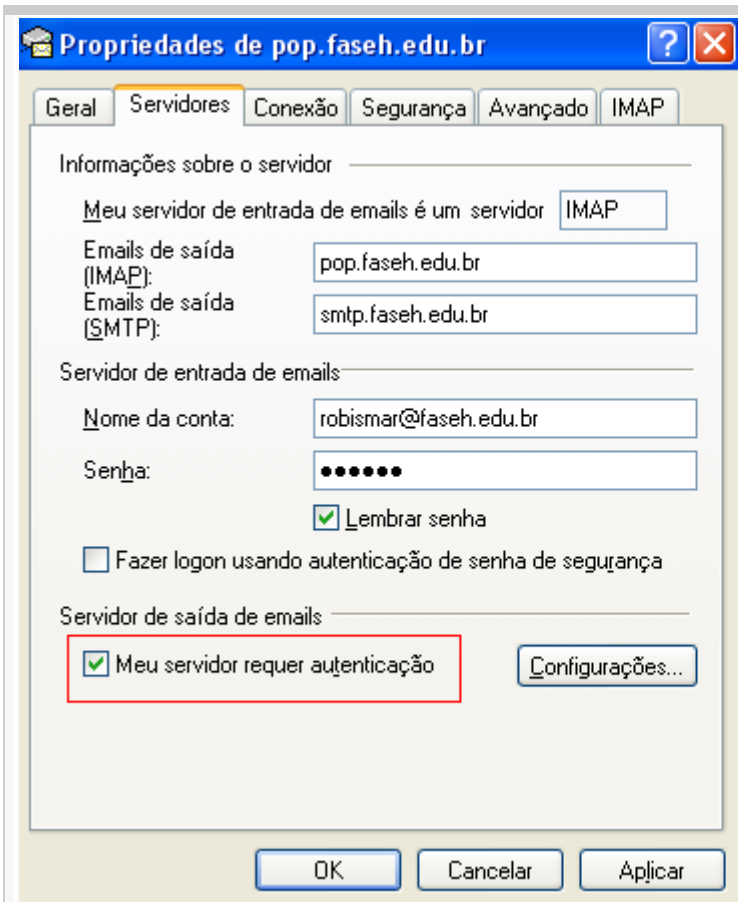 Propriedades de pop.faseh.edu.br
Geral Servidores Conexão Segurança Avançado IMAP
Informações sobre o servidor
Meu servidor de entrada de emails é um servidor IMAP
Emails de saída
(IMAP):
pop.faseh.edu.br
Emails de saída
(SMTP):
smtp.faseh.edu.br
Servidor de entrada de emails
Nome da conta: robismar@faseh.edu.br
Senha: ●●●●●●
Lembrar senha
Fazer logon usando autenticação de senha de segurança
Servidor de saída de emails
Meu servidor requer autenticação Configurações...
OK Cancelar Aplicar